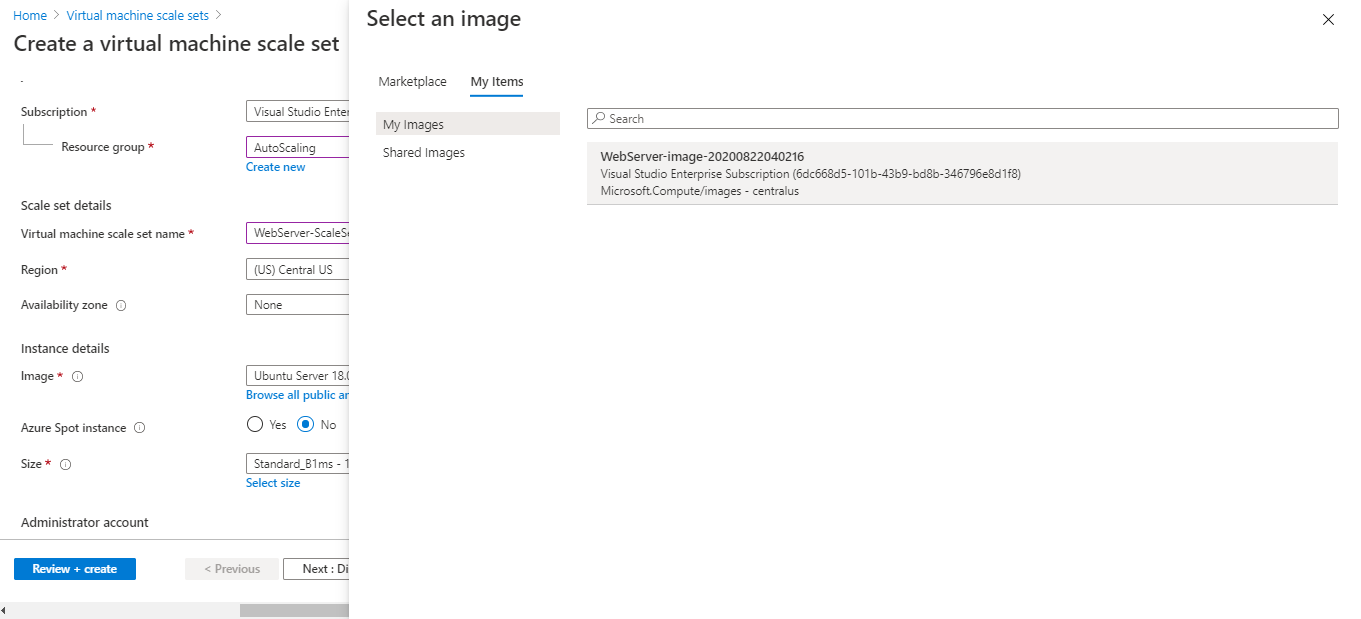 Home > Virtual machine scale sets >
Create a virtual machine scale set
Subscription *
Visual Studio Enter
Resource group *
AutoScaling
Create new
Scale set details
Virtual machine scale set name *
WebServer-ScaleSe
Region *
(US) Central US
Availability zone
None
Instance details
Image *
Ubuntu Server 18.0
Browse all public an
Azure Spot instance
Yes No
Size *
Standard_B1ms - 1
Select size
Administrator account
Review + create
< Previous
Next : Di
Select an image
Marketplace My Items
My Images
Shared Images
Search
WebServer-image-20200822040216
Visual Studio Enterprise Subscription (6dc668d5-101b-43b9-bd8b-346796e8d1f8)
Microsoft.Compute/images - centralus